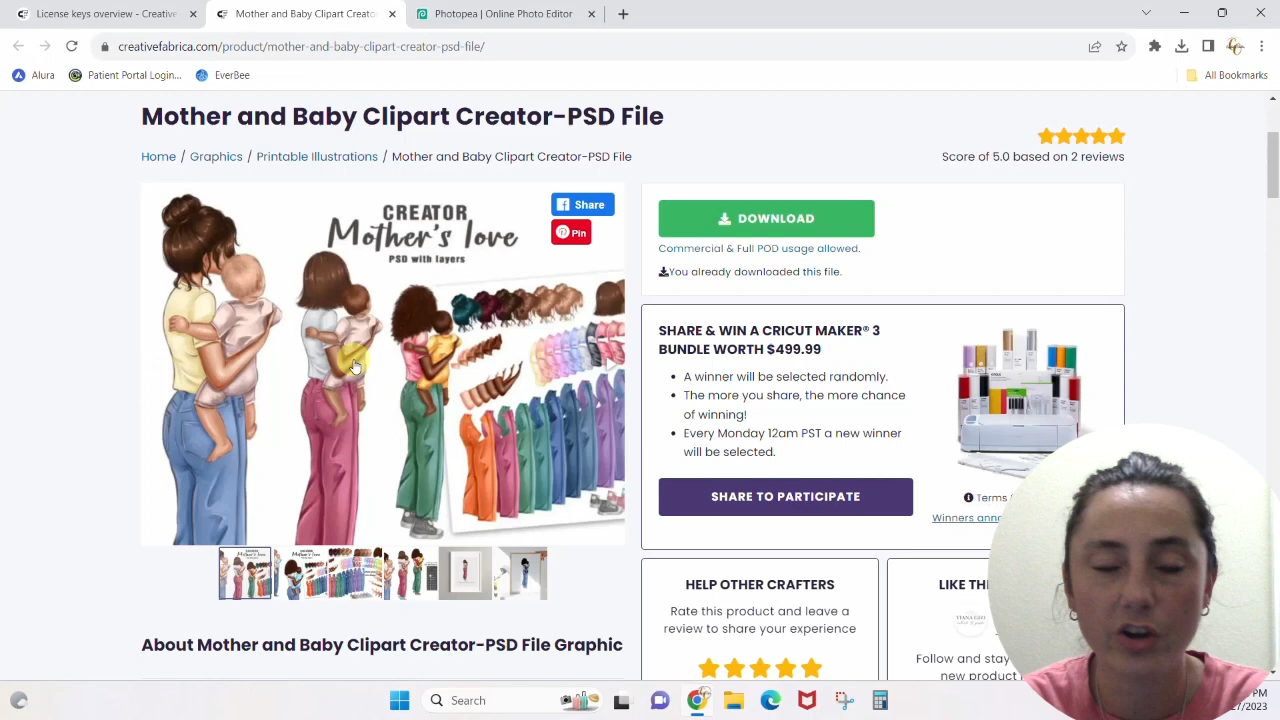 License keys overview - Creative
Mother and Baby Clipart Creator
Photopea | Online Photo Editor
creativefabrica.com/product/mother-and-baby-clipart-creator-psd-file/
Alura
Patient Portal Login...
EverBee
All Bookmarks
Mother and Baby Clipart Creator-PSD File
Home / Graphics / Printable Illustrations / Mother and Baby Clipart Creator-PSD File
Score of 5.0 based on 2 reviews
CREATOR
Mother's love
PSD with layers
Share
Pin
DOWNLOAD
Commercial & Full POD usage allowed.
You already downloaded this file.
SHARE & WIN A CRICUT MAKER® 3
BUNDLE WORTH $499.99
A winner will be selected randomly.
The more you share, the more chance
of winning!
Every Monday 12am PST a new winner
will be selected.
SHARE TO PARTICIPATE
Terms
Winners
HELP OTHER CRAFTERS
Rate this product and leave a
review to share your experience
LIKE
Follow and stay
new product
About Mother and Baby Clipart Creator-PSD File Graphic
Search
PM
/2023